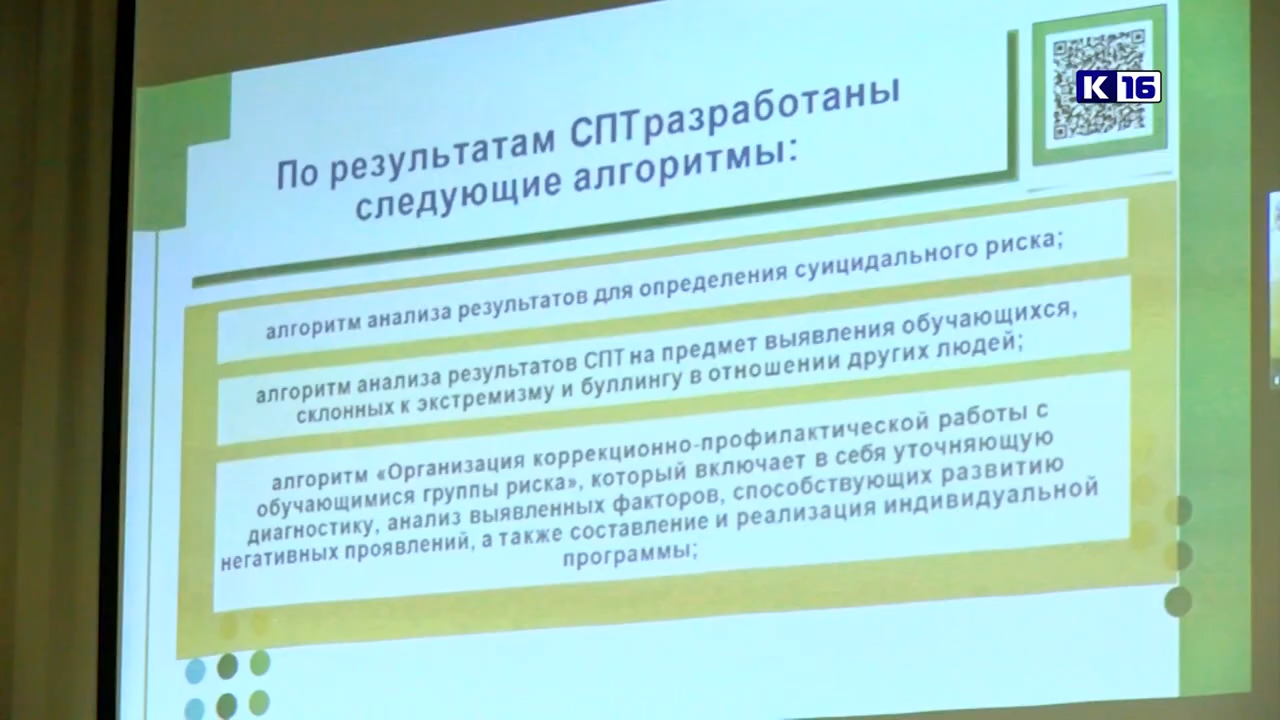 К 16
По результатам СПТразработаны
следующие алгоритмы:
алгоритм анализа результатов для определения суицидального риска;
алгоритм анализа результатов СПТ на предмет выявления обучающихся,
склонных к экстремизму и буллингу в отношении других людей;
алгоритм «Организация коррекционно-профилактической работы с
обучающимися группы риска», который включает в себя уточняющую
диагностику, анализ выявленных факторов, способствующих развитию
негативных проявлений, а также составление и реализация индивидуальной
программы;